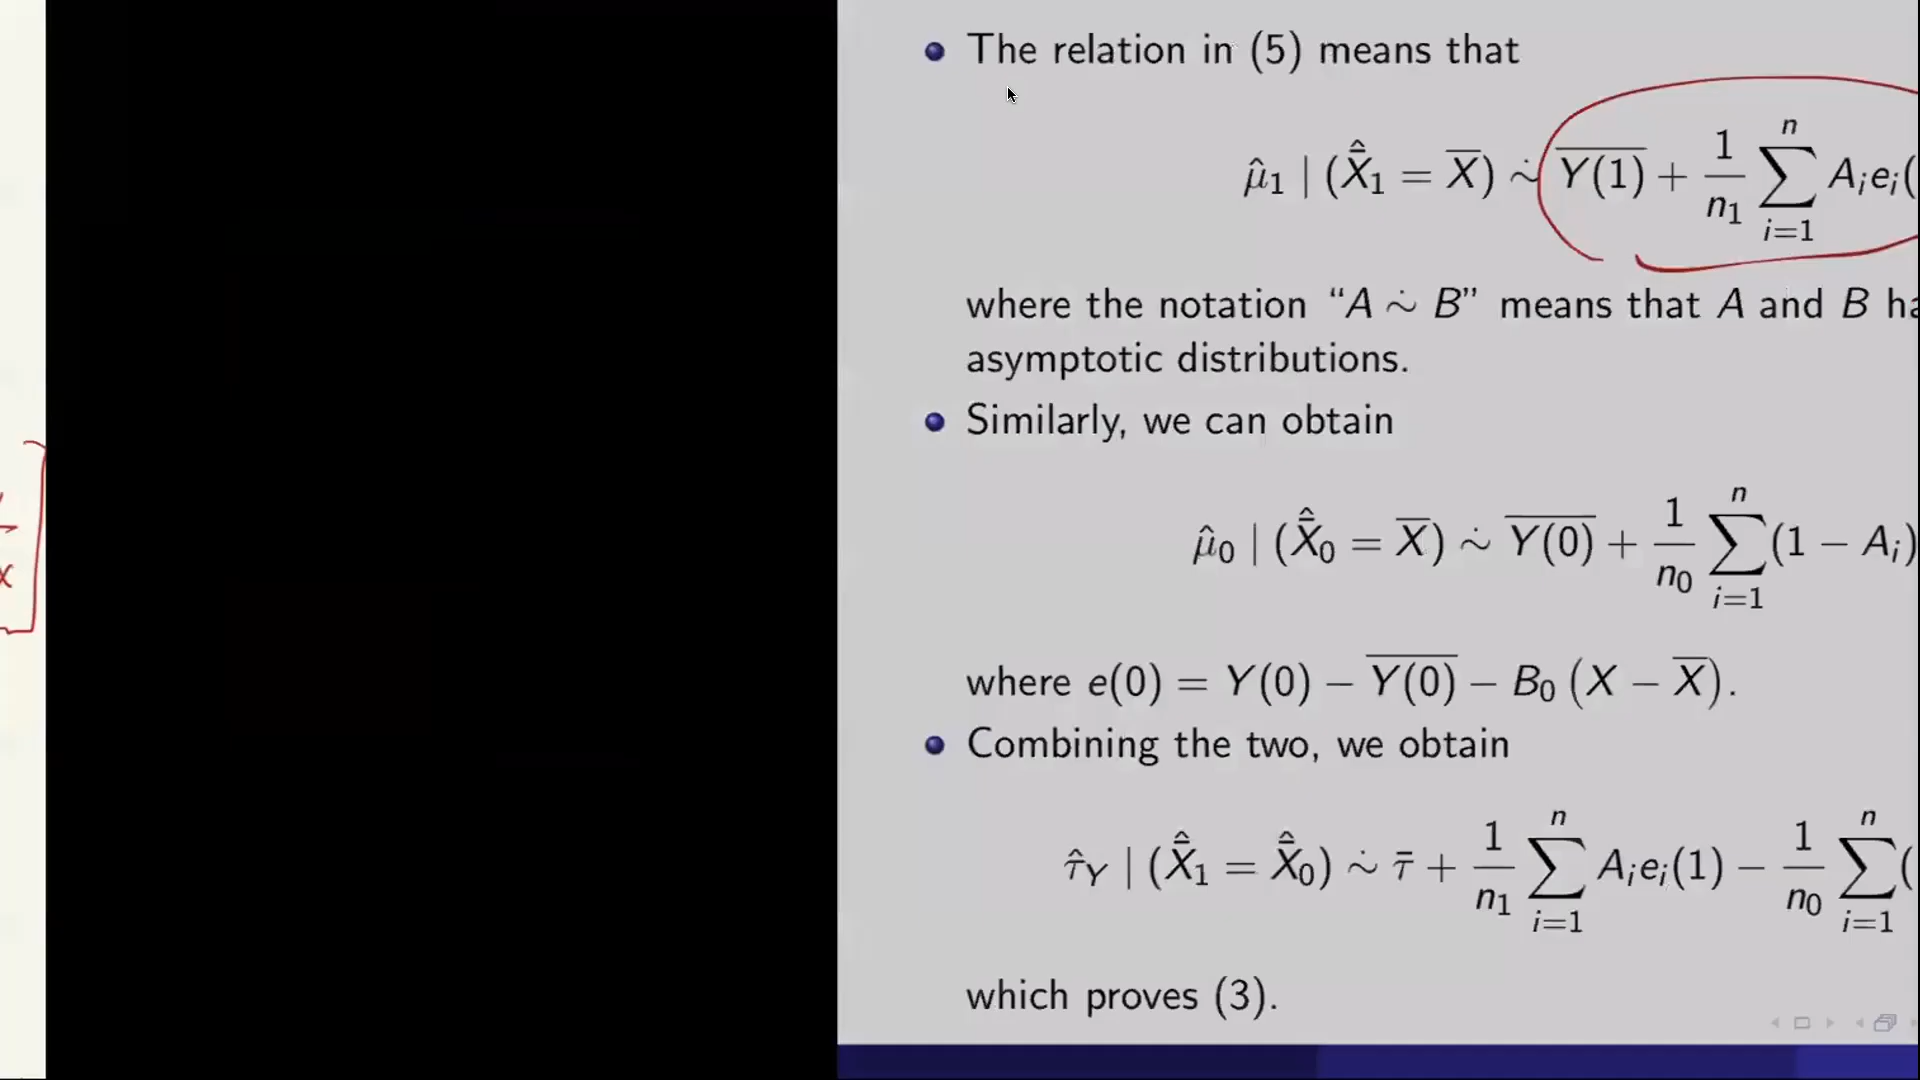 The relation in (5) means that
μ̂₁ | (X̄̂₁ = X̄) ∼̇ Y̅(̅1̅)̅ + 1/n₁ ∑ᵢ₌₁ⁿ Aᵢeᵢ(
where the notation “A ∼̇ B” means that A and B ha
asymptotic distributions.
Similarly, we can obtain
μ̂₀ | (X̄̂₀ = X̄) ∼̇ Y̅(̅0̅)̅ + 1/n₀ ∑ᵢ₌₁ⁿ (1 − Aᵢ)
where e(0) = Y(0) − Y̅(̅0̅)̅ − B₀ (X − X̄).
Combining the two, we obtain
τ̂_Y | (X̄̂₁ = X̄̂₀) ∼̇ τ̄ + 1/n₁ ∑ᵢ₌₁ⁿ Aᵢeᵢ(1) − 1/n₀ ∑ᵢ₌₁ⁿ (
which proves (3).